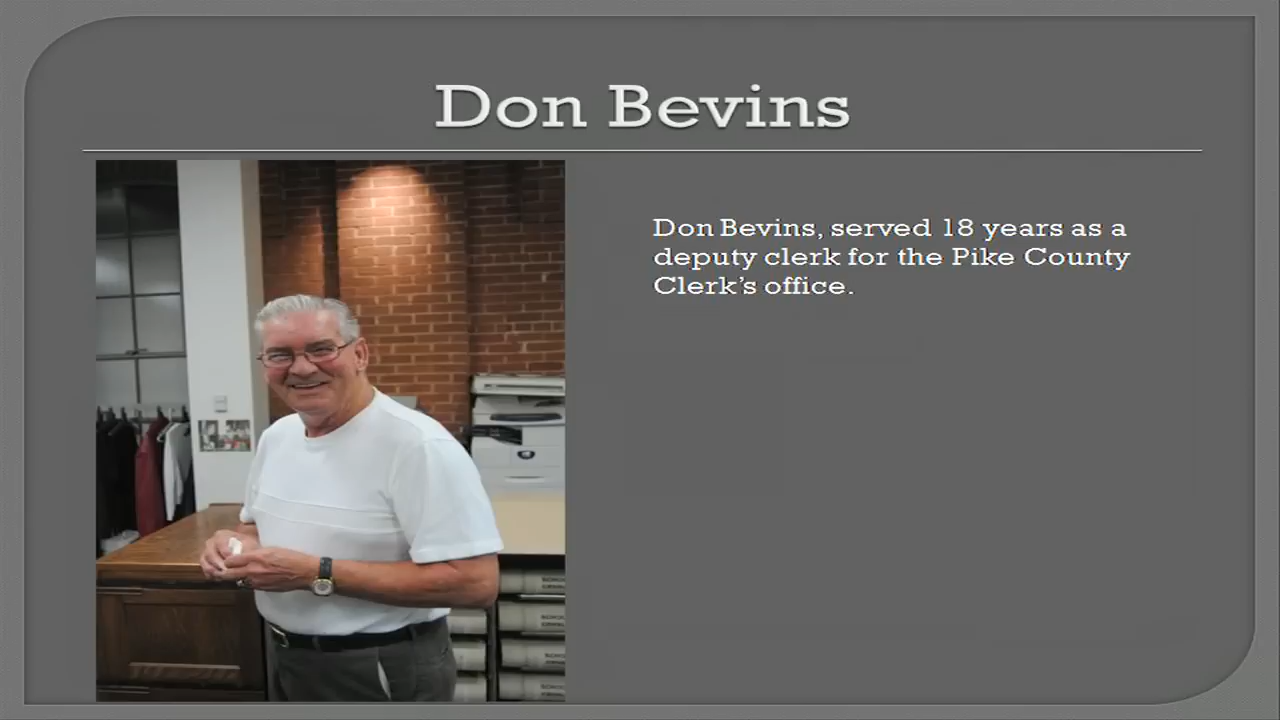 Don Bevins
Don Bevins, served 18 years as a
deputy clerk for the Pike County
Clerk's office.